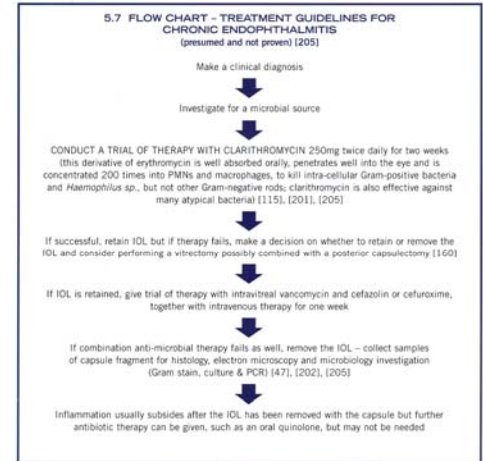 5.7 FLOW CHART – TREATMENT GUIDELINES FOR
CHRONIC ENDOPHTHALMITIS
(presumed and not proven) [205]
Make a clinical diagnosis
Investigate for a microbial source
CONDUCT A TRIAL OF THERAPY WITH CLARITHROMYCIN 250mg twice daily for two weeks
(this derivative of erythromycin is well absorbed orally, penetrates well into the eye and is
concentrated 200 times into PMNs and macrophages, to kill intra-cellular Gram-positive bacteria
and Haemophilus sp., but not other Gram-negative rods; clarithromycin is also effective against
many atypical bacteria) [115], [201], [205]
If successful, retain IOL but if therapy fails, make a decision on whether to retain or remove the
IOL and consider performing a vitrectomy possibly combined with a posterior capsulectomy [160]
If IOL is retained, give trial of therapy with intravitreal vancomycin and cefazolin or cefuroxime,
together with intravenous therapy for one week
If combination anti-microbial therapy fails as well, remove the IOL – collect samples
of capsule fragment for histology, electron microscopy and microbiology investigation
(Gram stain, culture & PCR) [47], [202], [205]
Inflammation usually subsides after the IOL has been removed with the capsule but further
antibiotic therapy can be given, such as an oral quinolone, but may not be needed